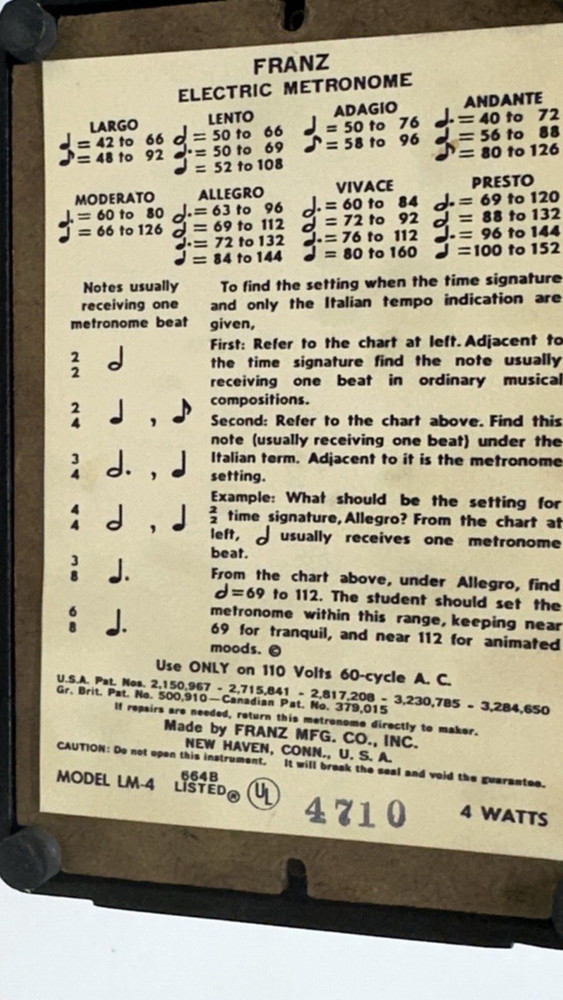 FRANZ
ELECTRIC METRONOME
LARGO
♩ = 42 to 66
♪ = 48 to 92
LENTO
𝅗𝅥 = 50 to 66
♩. = 50 to 69
♩ = 52 to 108
ADAGIO
♩ = 50 to 76
♪ = 58 to 96
ANDANTE
♩. = 40 to 72
♩ = 56 to 88
♪ = 80 to 126
MODERATO
♩. = 60 to 80
♩ = 66 to 126
ALLEGRO
𝅗𝅥. = 63 to 96
𝅗𝅥 = 69 to 112
♩. = 72 to 132
♩ = 84 to 144
VIVACE
𝅗𝅥. = 60 to 84
𝅗𝅥 = 72 to 92
♩. = 76 to 112
♩ = 80 to 160
PRESTO
𝅗𝅥. = 69 to 120
𝅗𝅥 = 88 to 132
♩. = 96 to 144
♩ =100 to 152
Notes usually
receiving one
metronome beat
2/2 𝅗𝅥
2/4 ♩ , ♪
3/4 𝅗𝅥. , ♩
4/4 𝅗𝅥 , ♩
3/8 ♩.
6/8 ♩.
To find the setting when the time signature
and only the Italian tempo indication are
given,
First: Refer to the chart at left. Adjacent to
the time signature find the note usually
receiving one beat in ordinary musical
compositions.
Second: Refer to the chart above. Find this
note (usually receiving one beat) under the
Italian term. Adjacent to it is the metronome
setting.
Example: What should be the setting for
2/2 time signature, Allegro? From the chart at
left, 𝅗𝅥 usually receives one metronome
beat.
From the chart above, under Allegro, find
𝅗𝅥=69 to 112. The student should set the
metronome within this range, keeping near
69 for tranquil, and near 112 for animated
moods. ©
Use ONLY on 110 Volts 60-cycle A. C.
U.S.A. Pat. Nos. 2,150,967 - 2,715,841 - 2,817,208 - 3,230,785 - 3,284,650
Gr. Brit. Pat. No. 500,910—Canadian Pat. No. 379,015
If repairs are needed, return this metronome directly to maker.
Made by FRANZ MFG. CO., INC.
NEW HAVEN, CONN., U. S. A.
CAUTION: Do not open this instrument. It will break the seal and void the guarantee.
MODEL LM-4 664B LISTED® UL 4710 4 WATTS